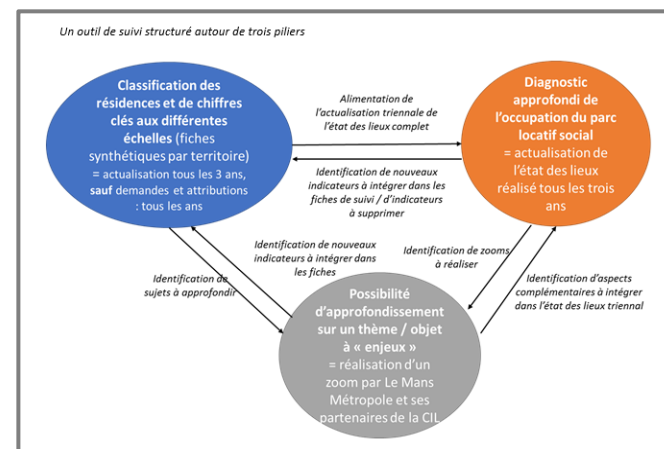 Un outil de suivi structuré autour de trois piliers
Classification des
résidences et de chiffres
clés aux différentes
échelles (fiches
synthétiques par territoire)
= actualisation tous les 3 ans,
sauf demandes et attributions
: tous les ans
Alimentation de
l'actualisation triennale de
l'état des lieux complet
Diagnostic
approfondi de
l'occupation du parc
locatif social
= actualisation de
l'état des lieux
réalisé tous les trois
ans
Identification de nouveaux
indicateurs à intégrer dans les
fiches de suivi / d'indicateurs
à supprimer
Identification de
sujets à approfondir
Identification de nouveaux
indicateurs à intégrer dans
les fiches
Identification de zooms
à réaliser
Identification d'aspects
complémentaires à intégrer
dans l'état des lieux triennal
Possibilité
d'approfondissement
sur un thème / objet
à « enjeux »
= réalisation d'un
zoom par Le Mans
Métropole et ses
partenaires de la CIL